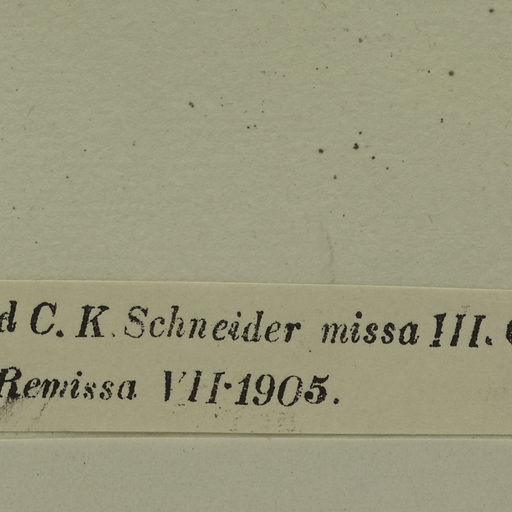 d C. K. Schneider missa III.
Remissa VII·1905.